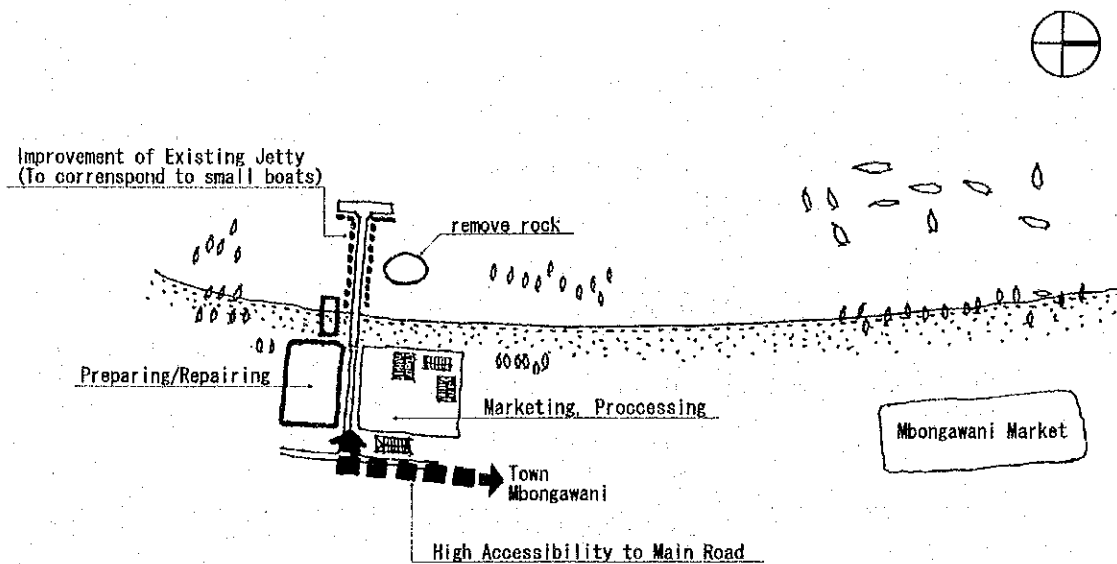 Improvement of Existing Jetty
(To correnspond to small boats)
remove rock
Preparing/Repairing
Marketing, Proccessing
Mbongawani Market
Town
Mbongawani
High Accessibility to Main Road